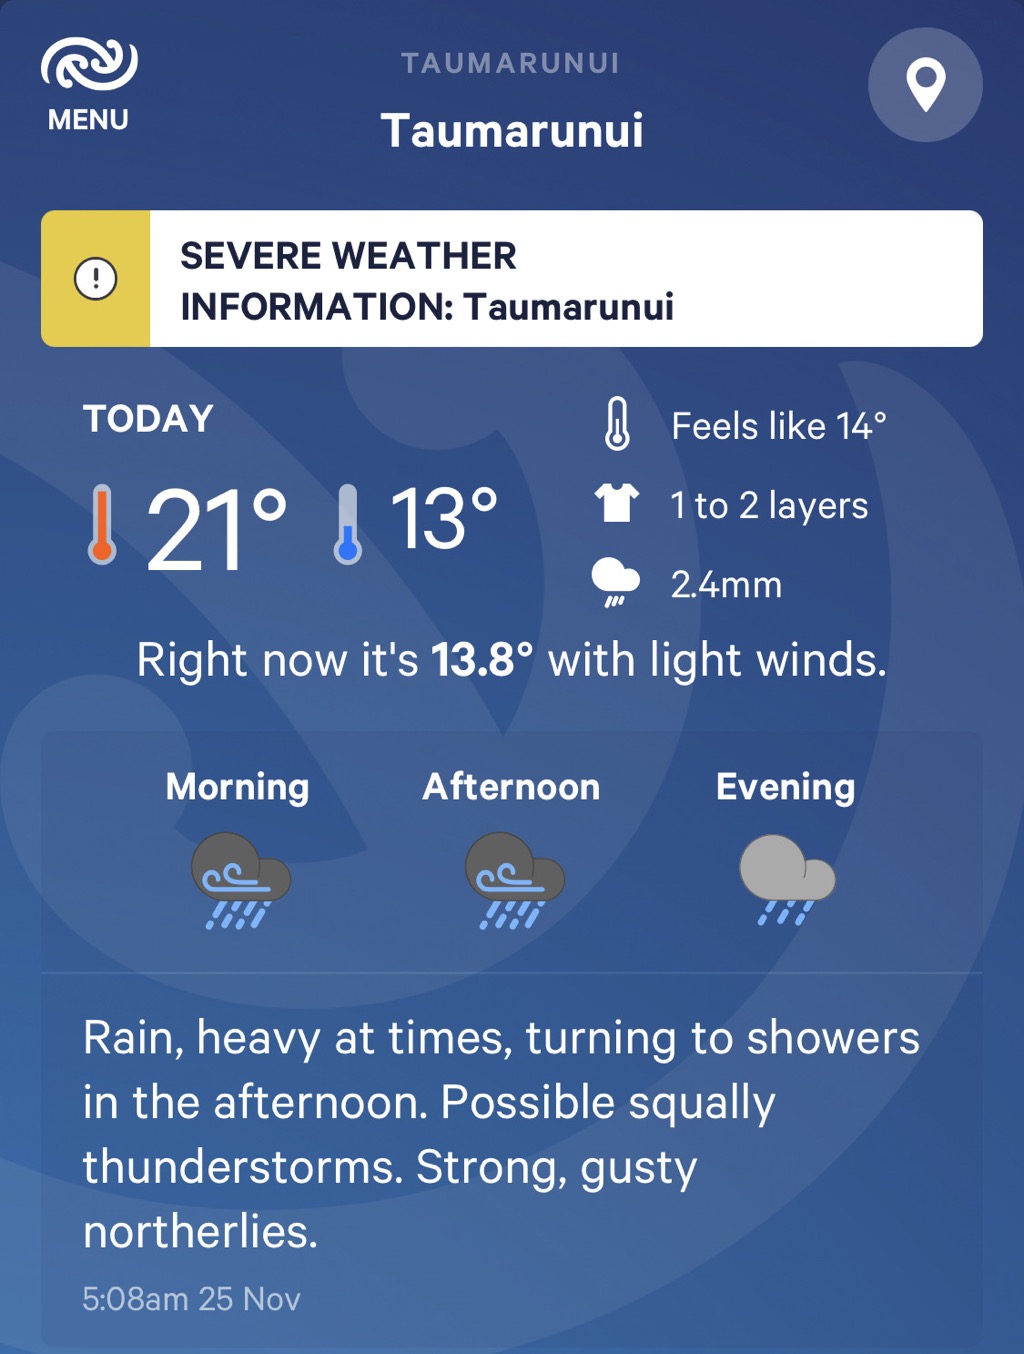 TAUMARUNUI
MENU
Taumarunui
SEVERE WEATHER
INFORMATION: Taumarunui
TODAY
21°
13°
Feels like 14°
1 to 2 layers
2.4mm
Right now it's 13.8° with light winds.
Morning
Afternoon
Evening
Rain, heavy at times, turning to showers
in the afternoon. Possible squally
thunderstorms. Strong, gusty
northerlies.
5:08am 25 Nov